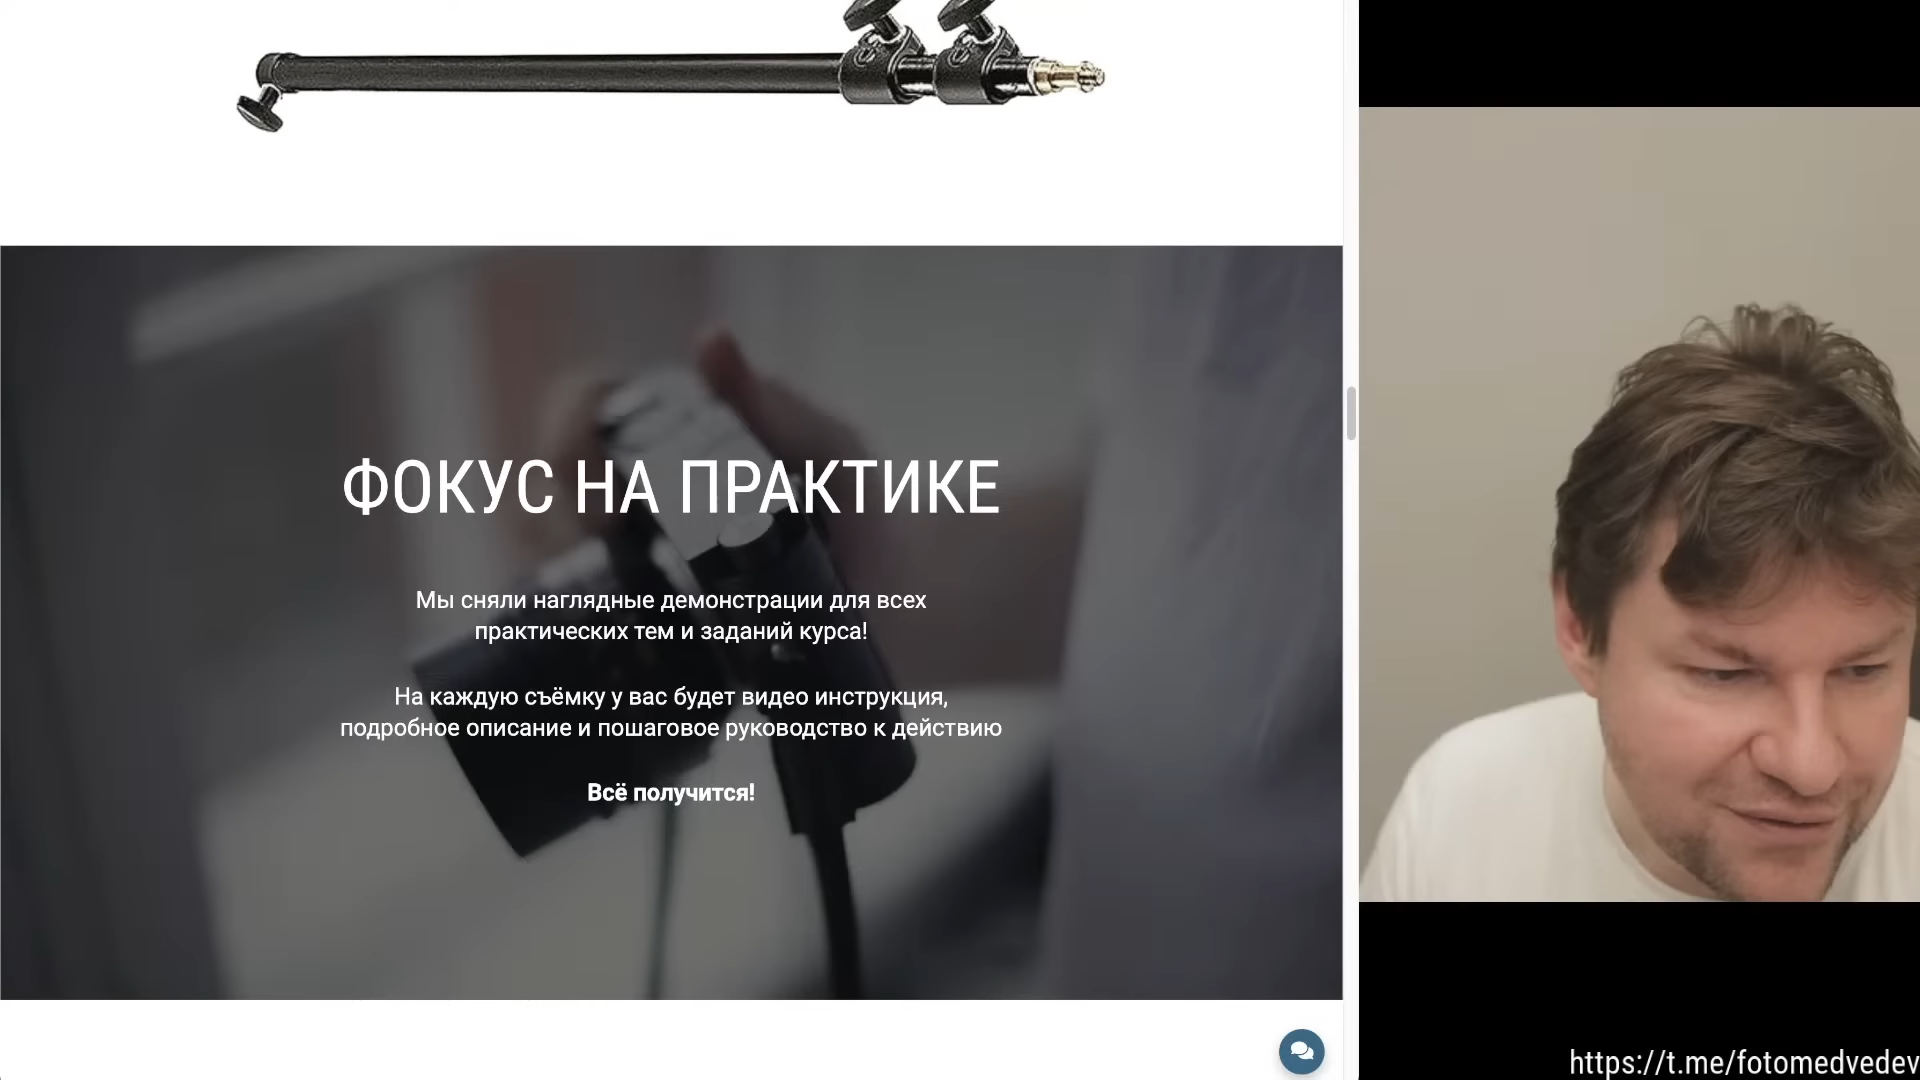 ФОКУС НА ПРАКТИКЕ
Мы сняли наглядные демонстрации для всех
практических тем и заданий курса!
На каждую съёмку у вас будет видео инструкция,
подробное описание и пошаговое руководство к действию
Всё получится!
https://t.me/fotomedvedev